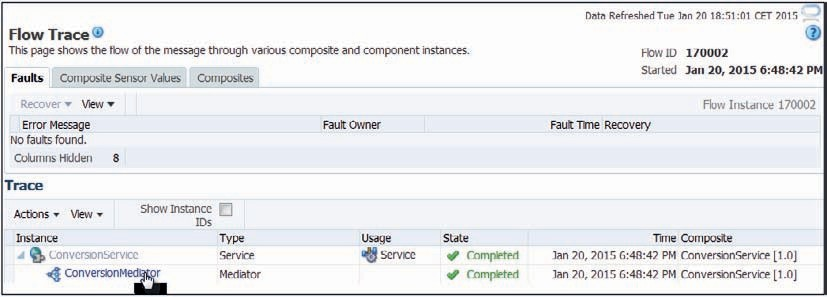 Data Refreshed Tue Jan 20 18:51:01 CET 2015
Flow Trace
This page shows the flow of the message through various composite and component instances.
Flow ID 170002
Started Jan 20, 2015 6:48:42 PM
Faults Composite Sensor Values Composites
Recover View Flow Instance 170002
Error Message Fault Owner Fault Time Recovery
No faults found.
Columns Hidden 8
Trace
Actions View Show Instance IDs
Instance Type Usage State Time Composite
ConversionService Service Service Completed Jan 20, 2015 6:48:42 PM ConversionService [1.0]
ConversionMediator Mediator Completed Jan 20, 2015 6:48:42 PM ConversionService [1.0]